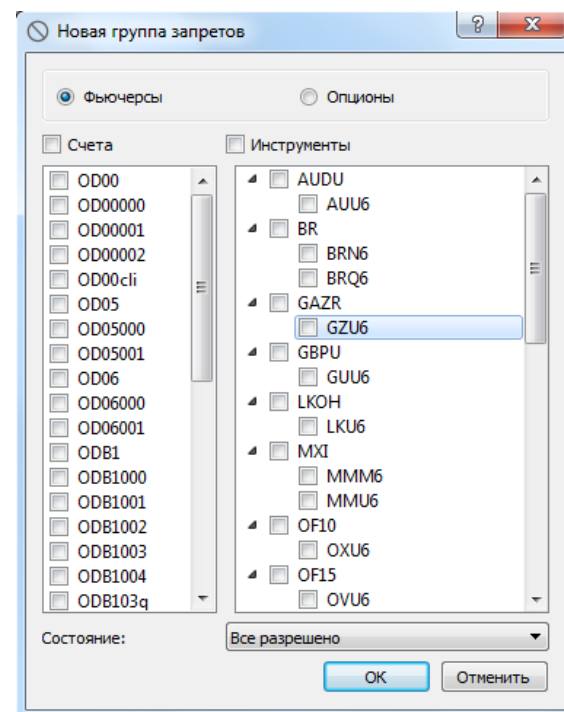 Новая группа запретов
Фьючерсы
Опционы
Счета
Инструменты
OD00
OD00000
OD00001
OD00002
OD00cli
OD05
OD05000
OD05001
OD06
OD06000
OD06001
ODB1
ODB1000
ODB1001
ODB1002
ODB1003
ODB1004
ODB103q
AUDU
AUU6
BR
BRN6
BRQ6
GAZR
GZU6
GBPU
GUU6
LKOH
LKU6
MXI
MMM6
MMU6
OF10
OXU6
OF15
OVU6
Состояние:
Все разрешено
OK
Отменить